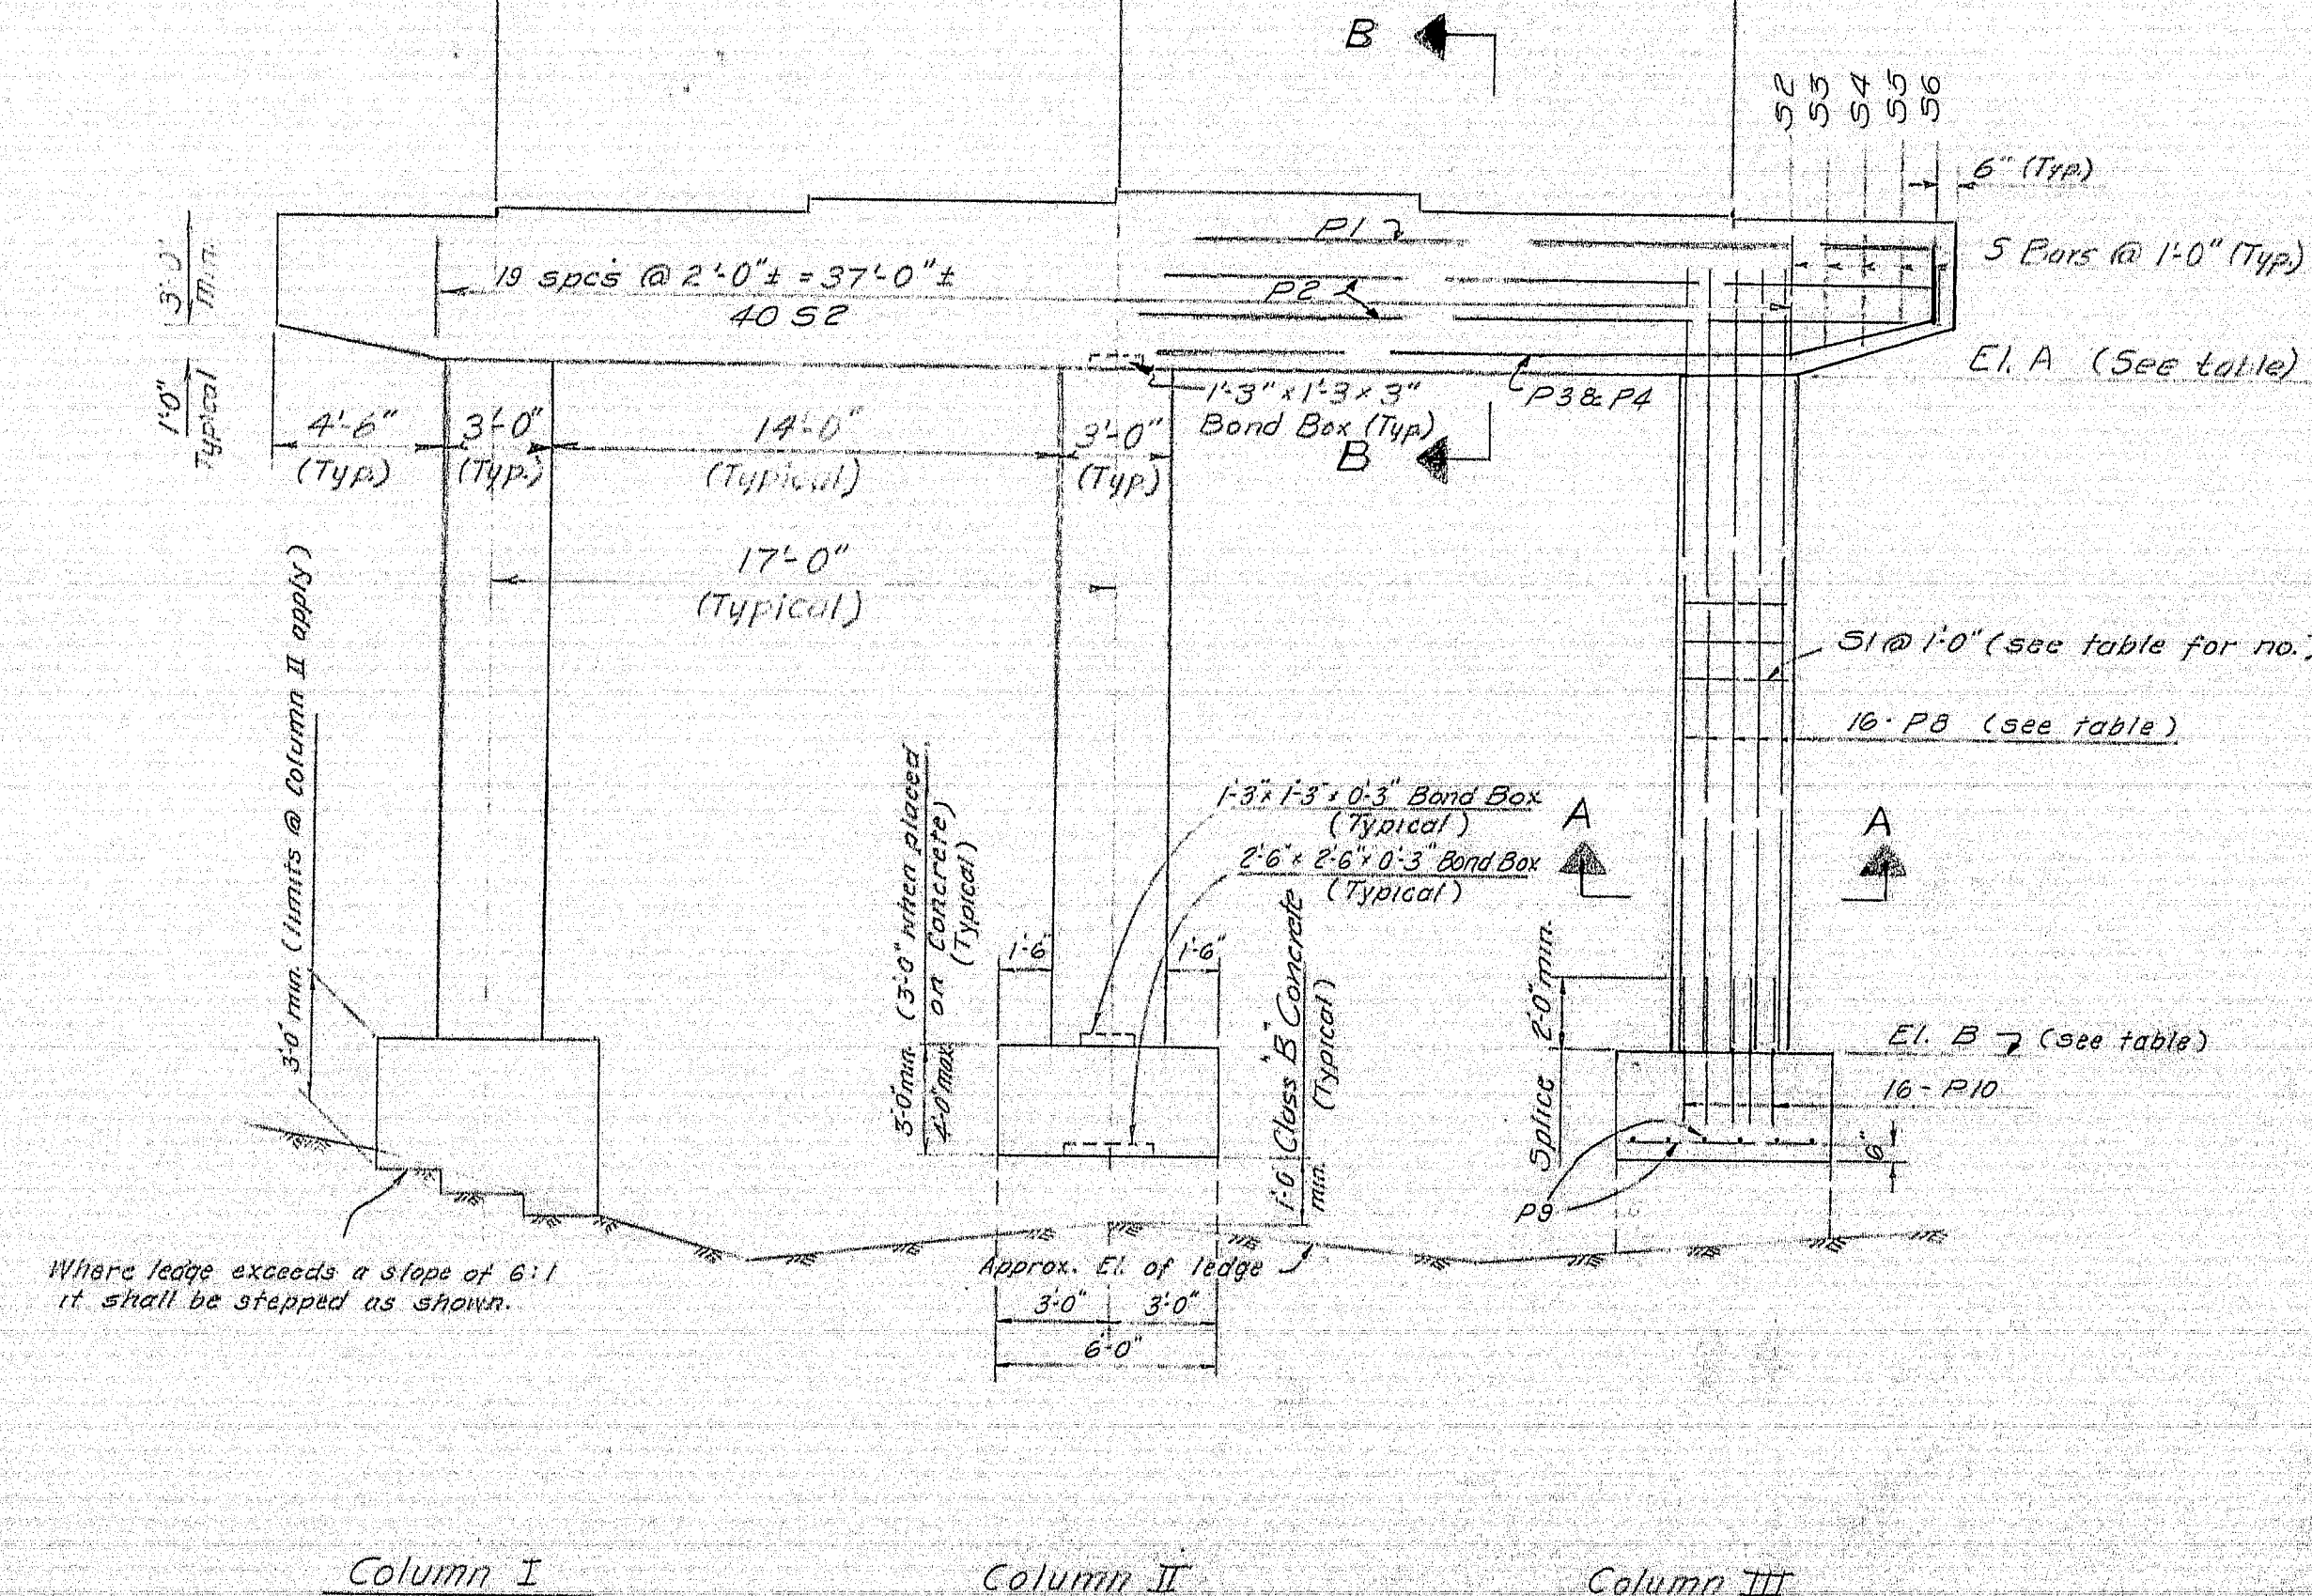 B
S2
S3
S4
S5
S6
6" (Typ.)
P1
S Bars @ 1'-0" (Typ.)
3'-0"
Min.
19 spcs @ 2'-0"± = 37'-0"±
40 S2
P2
El. A (See table)
1'-0"
Typical
4'-6"
(Typ.)
3'-0"
(Typ.)
14'-0"
(Typical)
3'-0"
(Typ.)
1'-3" x 1'-3 x 3"
Bond Box (Typ.)
P3 & P4
B
17'-0"
(Typical)
S1 @ 1'-0" (see table for no.)
16 - P8 (see table)
3'-0" min. (limits @ Column II apply)
3'-0" min. (3'-0" when placed
4'-0" max. on Concrete)
(Typical)
1'-3" x 1'-3" x 0'-3" Bond Box
(Typical)
2'-6" x 2'-6" x 0'-3" Bond Box
(Typical)
A
A
1'-6"
1'-6"
1'-0" Class "B" Concrete
min. (Typical)
Splice 2'-0" min.
El. B (see table)
16 - P10
6"
P9
Where ledge exceeds a slope of 6:1
it shall be stepped as shown.
Approx. El. of ledge
3'-0"
3'-0"
6'-0"
Column I
Column II
Column III